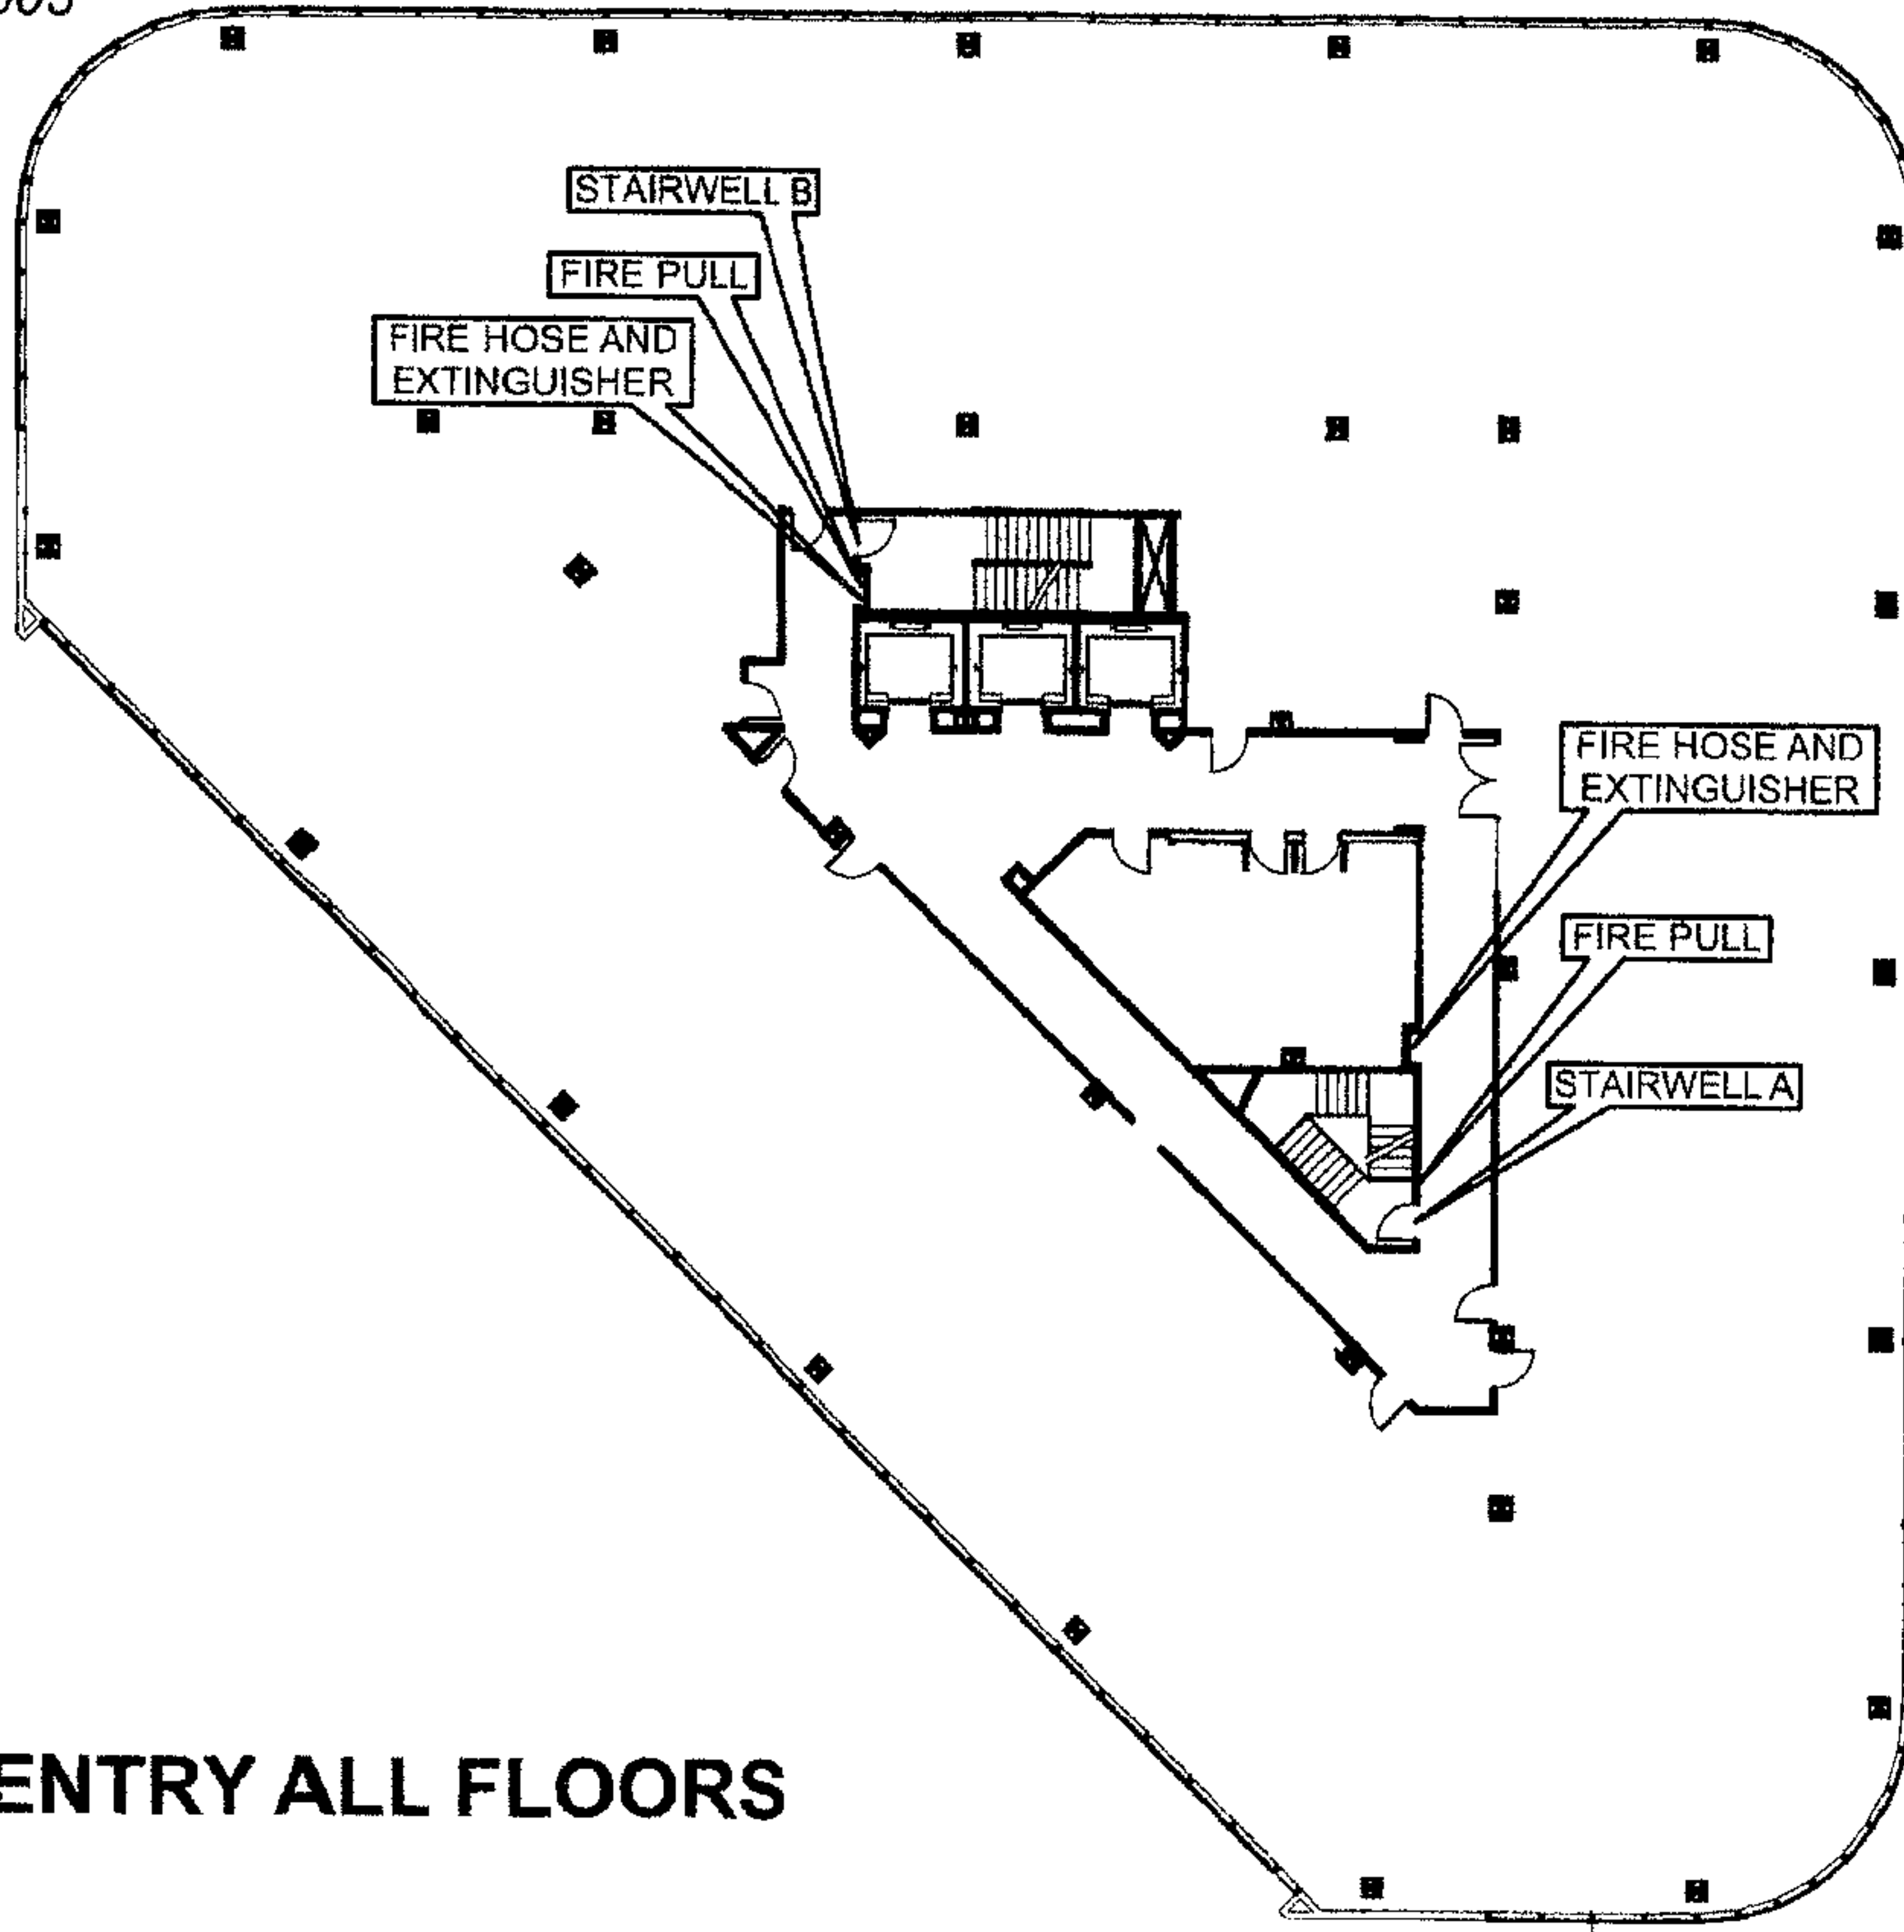 STAIRWELL B
FIRE PULL
FIRE HOSE AND
EXTINGUISHER
FIRE HOSE AND
EXTINGUISHER
FIRE PULL
STAIRWELL A
ENTRY ALL FLOORS